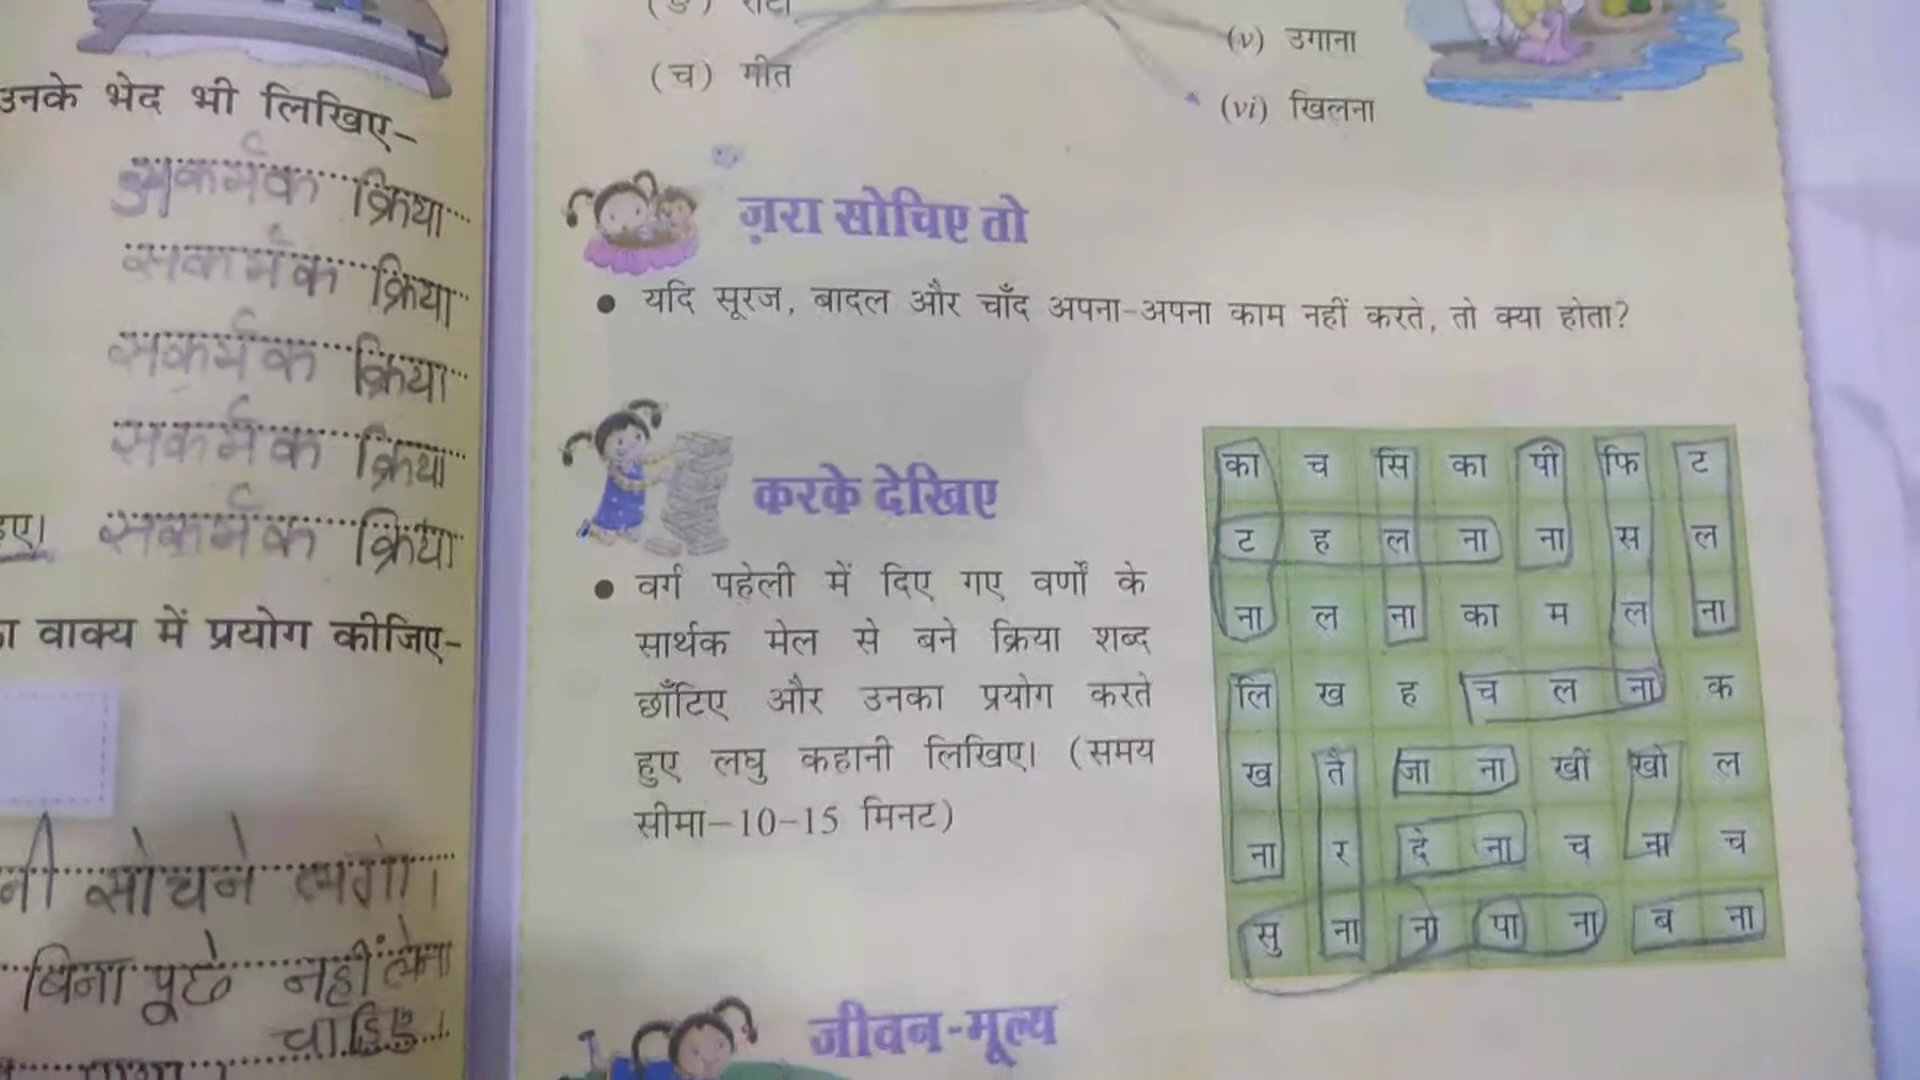 उनके भेद भी लिखिए–
अकर्मक क्रिया
सकर्मक क्रिया
सकर्मक क्रिया
सकर्मक क्रिया
सकर्मक क्रिया
वाक्य में प्रयोग कीजिए–
सोचने लगी।
बिना पूछे नहीं लेना
चाहिए।
(च) मीत
(v) उगाना
(vi) खिलना
ज़रा सोचिए तो
● यदि सूरज, बादल और चाँद अपना-अपना काम नहीं करते, तो क्या होता?
करके देखिए
● वर्ग पहेली में दिए गए वर्णों के
सार्थक मेल से बने क्रिया शब्द
छाँटिए और उनका प्रयोग करते
हुए लघु कहानी लिखिए। (समय
सीमा–10-15 मिनट)
का च सि का पी फि ट
ट ह ल ना ना स ल
ना ल ना का म ल ना
लि ख ह च ल ना क
ख तै जा ना खीं खो ल
ना र दे ना च ना च
सु ना ना पा ना ब ना
जीवन-मूल्य